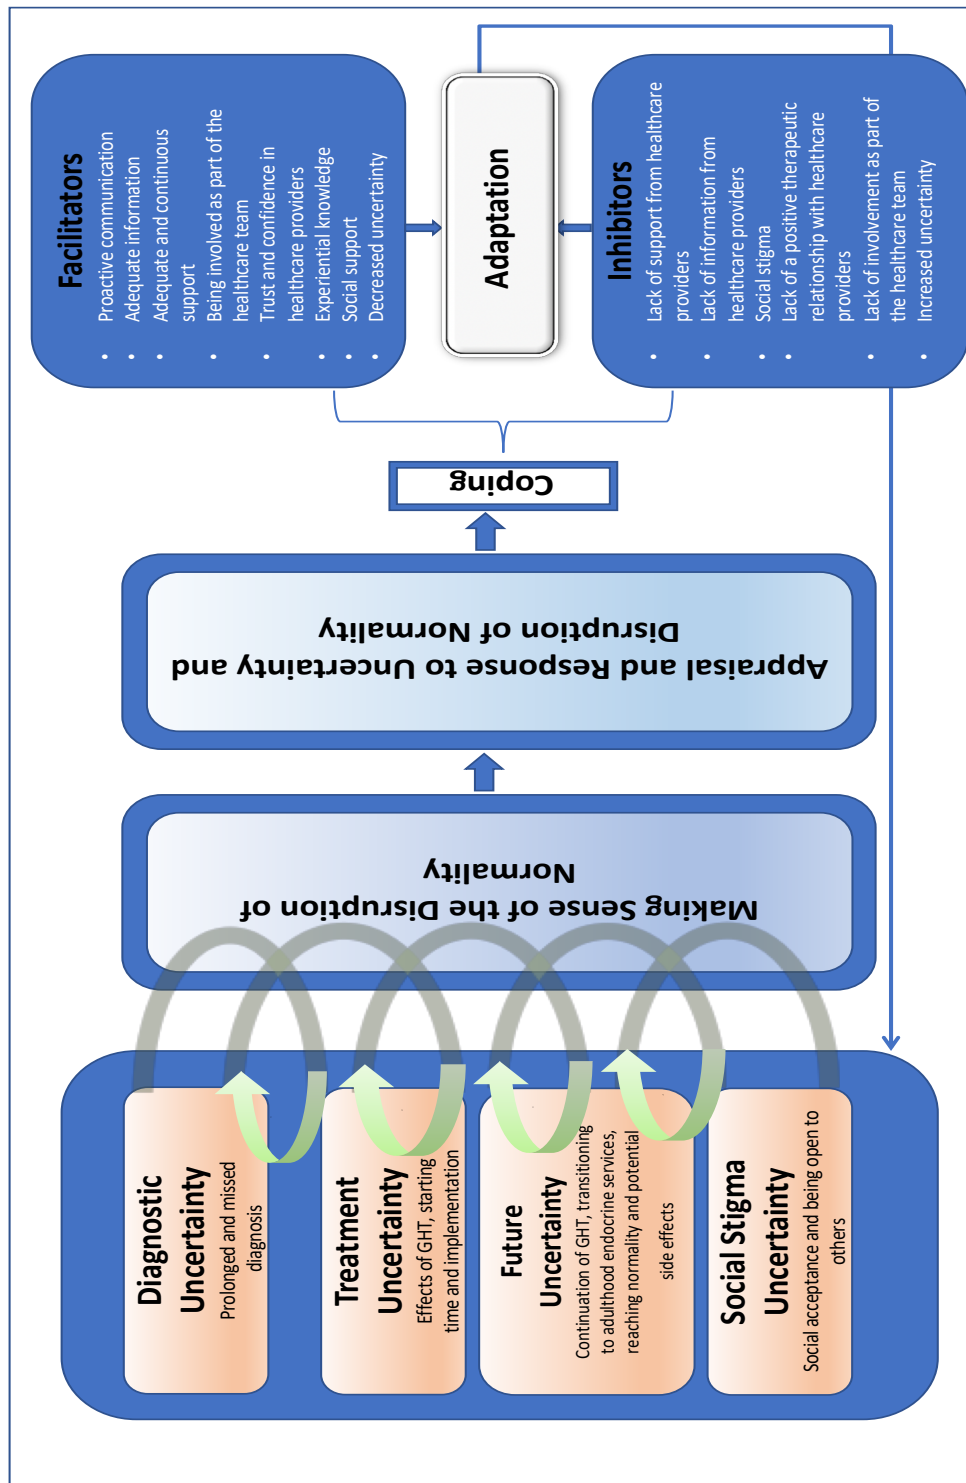 Diagnostic
Uncertainty
Prolonged and missed
diagnosis
Treatment
Uncertainty
Effects of GHT, starting
time and implementation
Future
Uncertainty
Continuation of GHT, transitioning
to adulthood endocrine services,
reaching normality and potential
side effects
Social Stigma
Uncertainty
Social acceptance and being open to
others
Making Sense of the Disruption of
Normality
Appraisal and Response to Uncertainty and
Disruption of Normality
Coping
Facilitators
• Proactive communication
• Adequate information
• Adequate and continuous
support
• Being involved as part of the
healthcare team
• Trust and confidence in
healthcare providers
• Experiential knowledge
• Social support
• Decreased uncertainty
Adaptation
Inhibitors
• Lack of support from healthcare
providers
• Lack of information from
healthcare providers
• Social stigma
• Lack of a positive therapeutic
relationship with healthcare
providers
• Lack of involvement as part of
the healthcare team
• Increased uncertainty